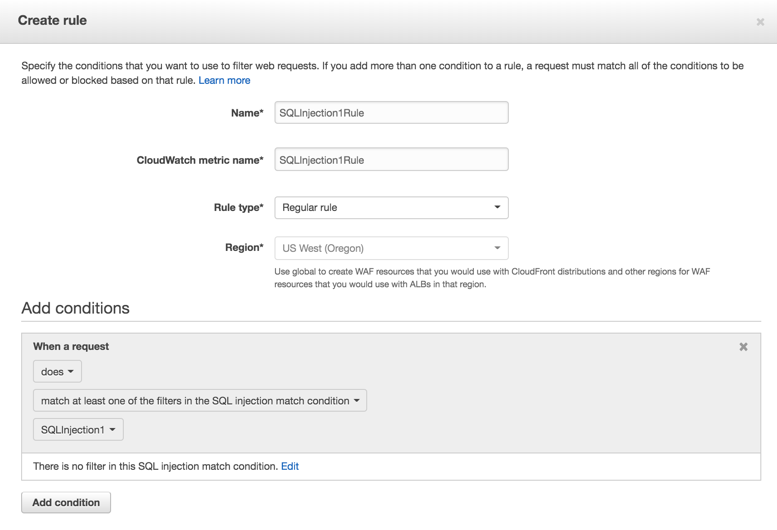 Create rule
Specify the conditions that you want to use to filter web requests. If you add more than one condition to a rule, a request must match all of the conditions to be
allowed or blocked based on that rule. Learn more
Name* SQLInjection1Rule
CloudWatch metric name* SQLInjection1Rule
Rule type* Regular rule
Region* US West (Oregon)
Use global to create WAF resources that you would use with CloudFront distributions and other regions for WAF
resources that you would use with ALBs in that region.
Add conditions
When a request
does
match at least one of the filters in the SQL injection match condition
SQLInjection1
There is no filter in this SQL injection match condition. Edit
Add condition